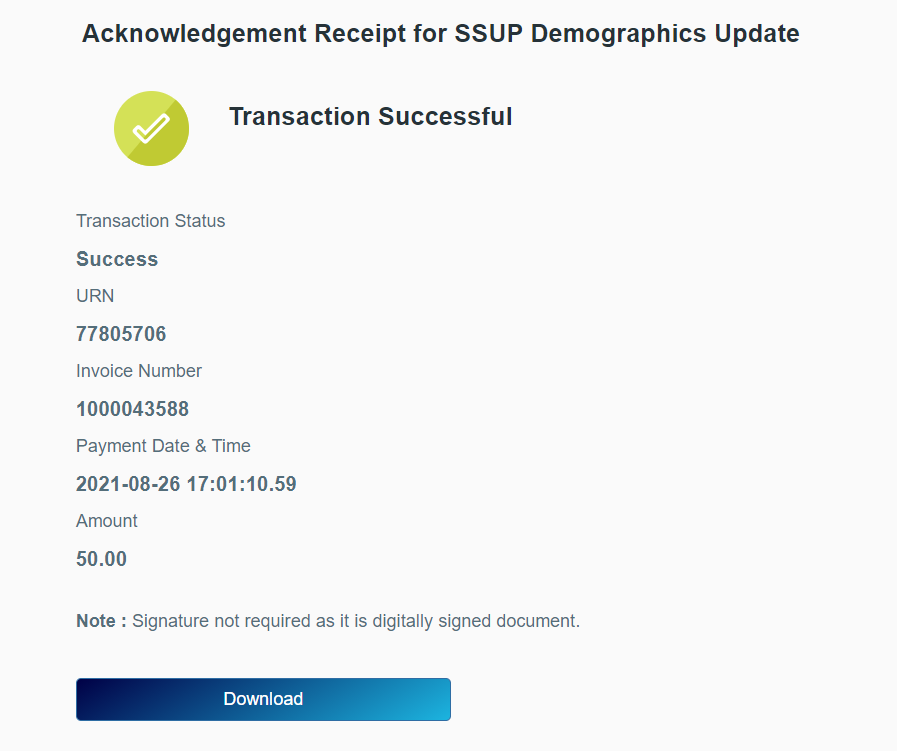 Acknowledgement Receipt for SSUP Demographics Update
Transaction Successful
Transaction Status
Success
URN
77805706
Invoice Number
1000043588
Payment Date & Time
2021-08-26 17:01:10.59
Amount
50.00
Note : Signature not required as it is digitally signed document.
Download